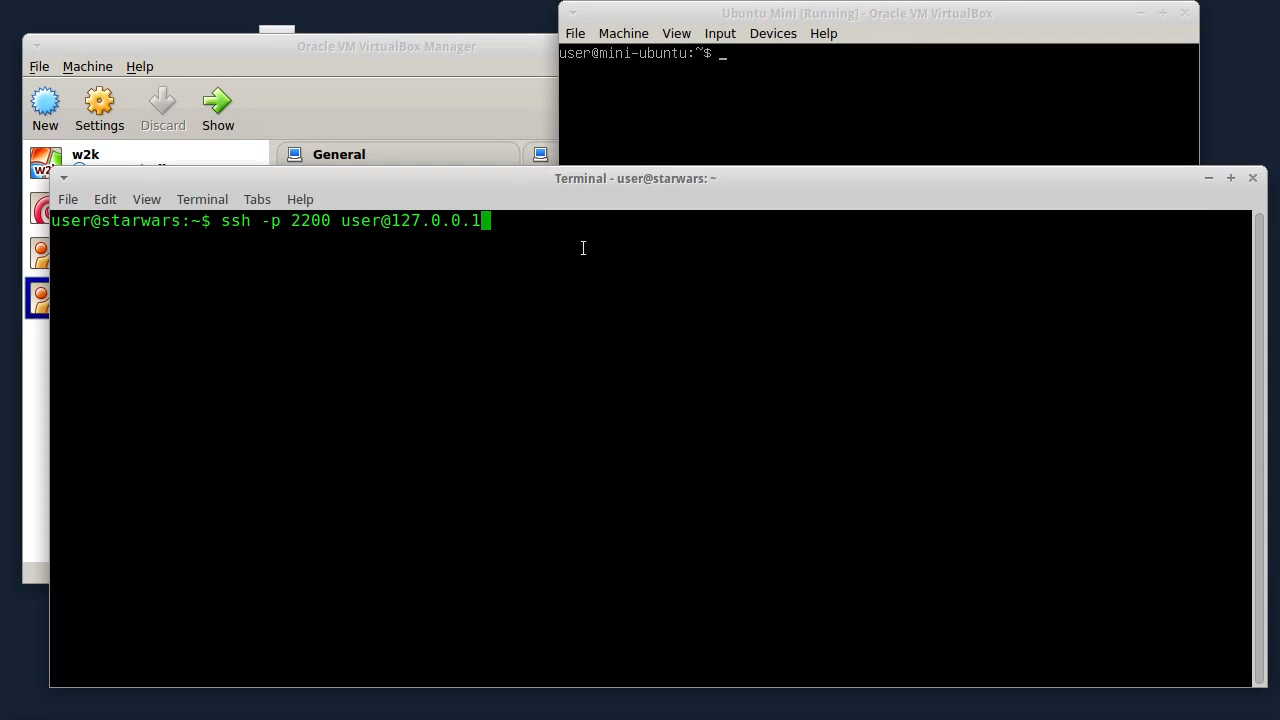 Ubuntu Mini [Running] - Oracle VM VirtualBox
File Machine View Input Devices Help
user@mini-ubuntu:~$ _
Oracle VM VirtualBox Manager
File Machine Help
New Settings Discard Show
w2k
w2k
General
Terminal - user@starwars: ~
File Edit View Terminal Tabs Help
user@starwars:~$ ssh -p 2200 user@127.0.0.1